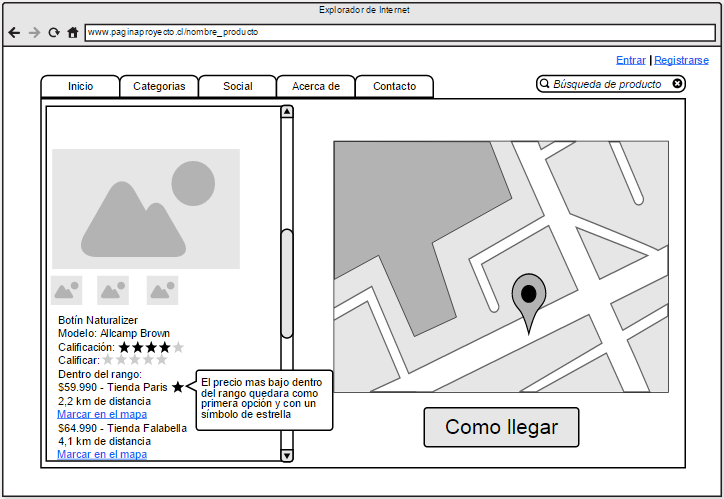 Explorador de Internet
www.paginaproyecto.cl/nombre_producto
Entrar | Registrarse
Inicio
Categorias
Social
Acerca de
Contacto
Búsqueda de producto
Botín Naturalizer
Modelo: Allcamp Brown
Calificación:
Calificar:
Dentro del rango:
$59.990 - Tienda Paris
2,2 km de distancia
Marcar en el mapa
$64.990 - Tienda Falabella
4,1 km de distancia
Marcar en el mapa
El precio mas bajo dentro
del rango quedara como
primera opción y con un
símbolo de estrella
Como llegar